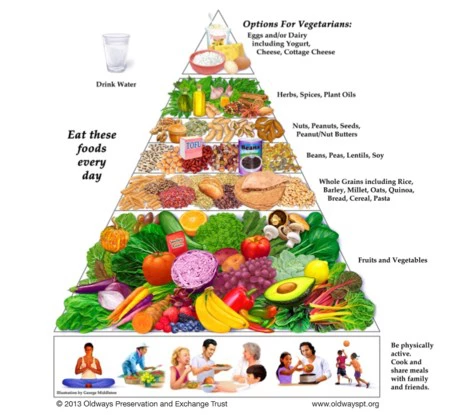 Options For Vegetarians:
Eggs and/or Dairy
including Yogurt,
Cheese, Cottage Cheese
Drink Water
Herbs, Spices, Plant Oils
Eat these
foods
every
day
Nuts, Peanuts, Seeds,
Peanut/Nut Butters
TOFU
Beans
Beans, Peas, Lentils, Soy
Whole Grains including Rice,
Barley, Millet, Oats, Quinoa,
Bread, Cereal, Pasta
Fruits and Vegetables
Be physically
active.
Cook and
share meals
with family
and friends.
Illustration by George Middleton
© 2013 Oldways Preservation and Exchange Trust
www.oldwayspt.org